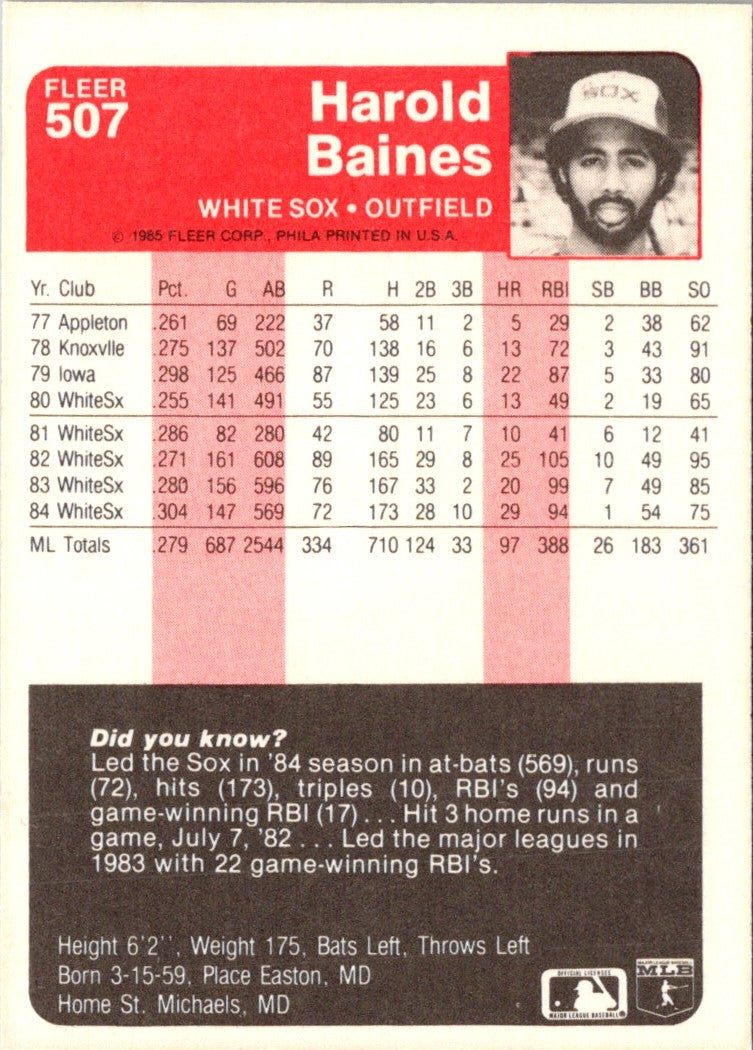 FLEER
507
Harold
Baines
WHITE SOX • OUTFIELD
© 1985 FLEER CORP., PHILA PRINTED IN U.S.A.
SOX
Yr. Club Pct. G AB R H 2B 3B HR RBI SB BB SO
77 Appleton .261 69 222 37 58 11 2 5 29 2 38 62
78 Knoxvlle .275 137 502 70 138 16 6 13 72 3 43 91
79 Iowa .298 125 466 87 139 25 8 22 87 5 33 80
80 WhiteSx .255 141 491 55 125 23 6 13 49 2 19 65
81 WhiteSx .286 82 280 42 80 11 7 10 41 6 12 41
82 WhiteSx .271 161 608 89 165 29 8 25 105 10 49 95
83 WhiteSx .280 156 596 76 167 33 2 20 99 7 49 85
84 WhiteSx .304 147 569 72 173 28 10 29 94 1 54 75
ML Totals .279 687 2544 334 710 124 33 97 388 26 183 361
Did you know?
Led the Sox in '84 season in at-bats (569), runs
(72), hits (173), triples (10), RBI's (94) and
game-winning RBI (17) . . . Hit 3 home runs in a
game, July 7, '82 . . . Led the major leagues in
1983 with 22 game-winning RBI's.
Height 6'2'', Weight 175, Bats Left, Throws Left
Born 3-15-59, Place Easton, MD
Home St. Michaels, MD
OFFICIAL LICENSEE
MAJOR LEAGUE BASEBALL®
MAJOR LEAGUE BASEBALL
MLB